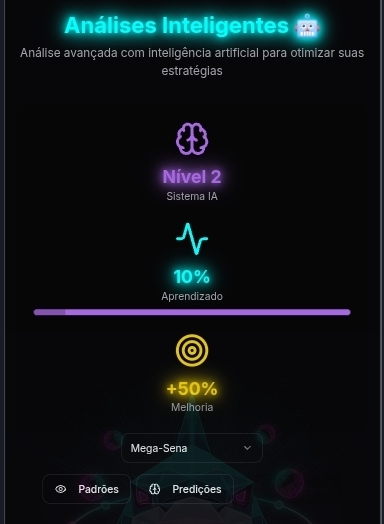 Análises Inteligentes 🤖
Análise avançada com inteligência artificial para otimizar suas
estratégias
Nível 2
Sistema IA
10%
Aprendizado
+50%
Melhoria
Mega-Sena
Padrões
Predições